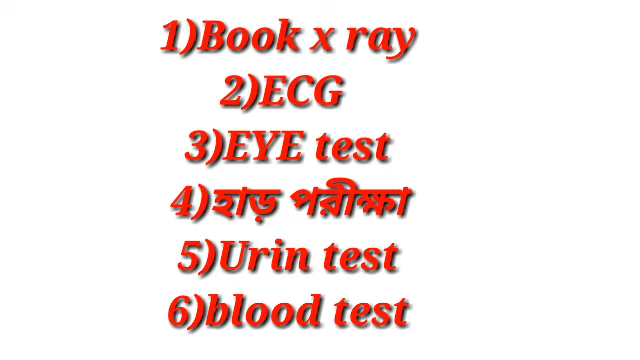 1)Book x ray
2)ECG
3)EYE test
4)হাড় পরীক্ষা
5)Urin test
6)blood test